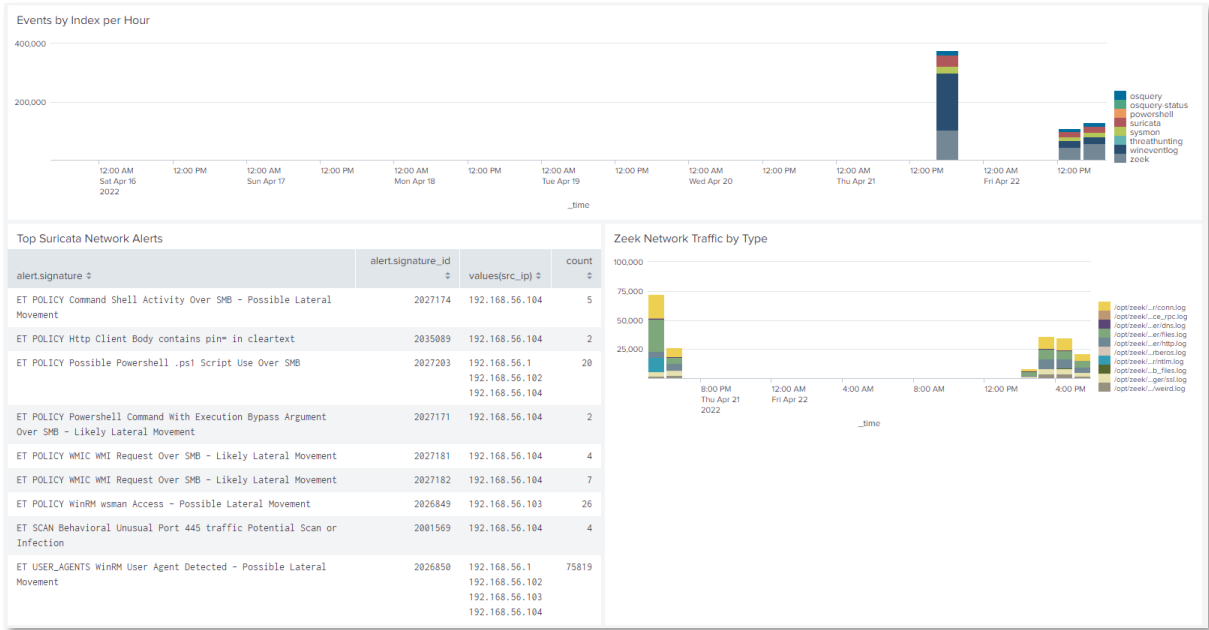 Events by Index per Hour
400,000
200,000
12:00 AM
Sat Apr 16
2022
12:00 PM
12:00 AM
Sun Apr 17
12:00 PM
12:00 AM
Mon Apr 18
12:00 PM
12:00 AM
Tue Apr 19
12:00 PM
12:00 AM
Wed Apr 20
12:00 PM
12:00 AM
Thu Apr 21
12:00 PM
12:00 AM
Fri Apr 22
12:00 PM
_time
osquery
osquery-status
powershell
suricata
sysmon
threathunting
wineventlog
zeek
Top Suricata Network Alerts
alert.signature
alert.signature_id
values(src_ip)
count
ET POLICY Command Shell Activity Over SMB - Possible Lateral 2027174 192.168.56.104 5
Movement
ET POLICY Http Client Body contains pin= in cleartext 2035089 192.168.56.104 2
ET POLICY Possible Powershell .ps1 Script Use Over SMB 2027203 192.168.56.1 20
192.168.56.102
192.168.56.104
ET POLICY Powershell Command With Execution Bypass Argument 2027171 192.168.56.104 2
Over SMB - Likely Lateral Movement
ET POLICY WMIC WMI Request Over SMB - Likely Lateral Movement 2027181 192.168.56.104 4
ET POLICY WMIC WMI Request Over SMB - Likely Lateral Movement 2027182 192.168.56.104 7
ET POLICY WinRM wsman Access - Possible Lateral Movement 2026849 192.168.56.103 26
ET SCAN Behavioral Unusual Port 445 traffic Potential Scan or 2001569 192.168.56.104 4
Infection
ET USER_AGENTS WinRM User Agent Detected - Possible Lateral 2026850 192.168.56.1 75819
Movement 192.168.56.102
192.168.56.103
192.168.56.104
Zeek Network Traffic by Type
100,000
75,000
50,000
25,000
8:00 PM
Thu Apr 21
2022
12:00 AM
Fri Apr 22
4:00 AM
8:00 AM
12:00 PM
4:00 PM
_time
/opt/zeek/...r/conn.log
/opt/zeek/...ce_rpc.log
/opt/zeek/...er/dns.log
/opt/zeek/...er/files.log
/opt/zeek/...er/http.log
/opt/zeek/...rberos.log
/opt/zeek/...r/ntlm.log
/opt/zeek/...b_files.log
/opt/zeek/...ger/ssl.log
/opt/zeek/.../weird.log